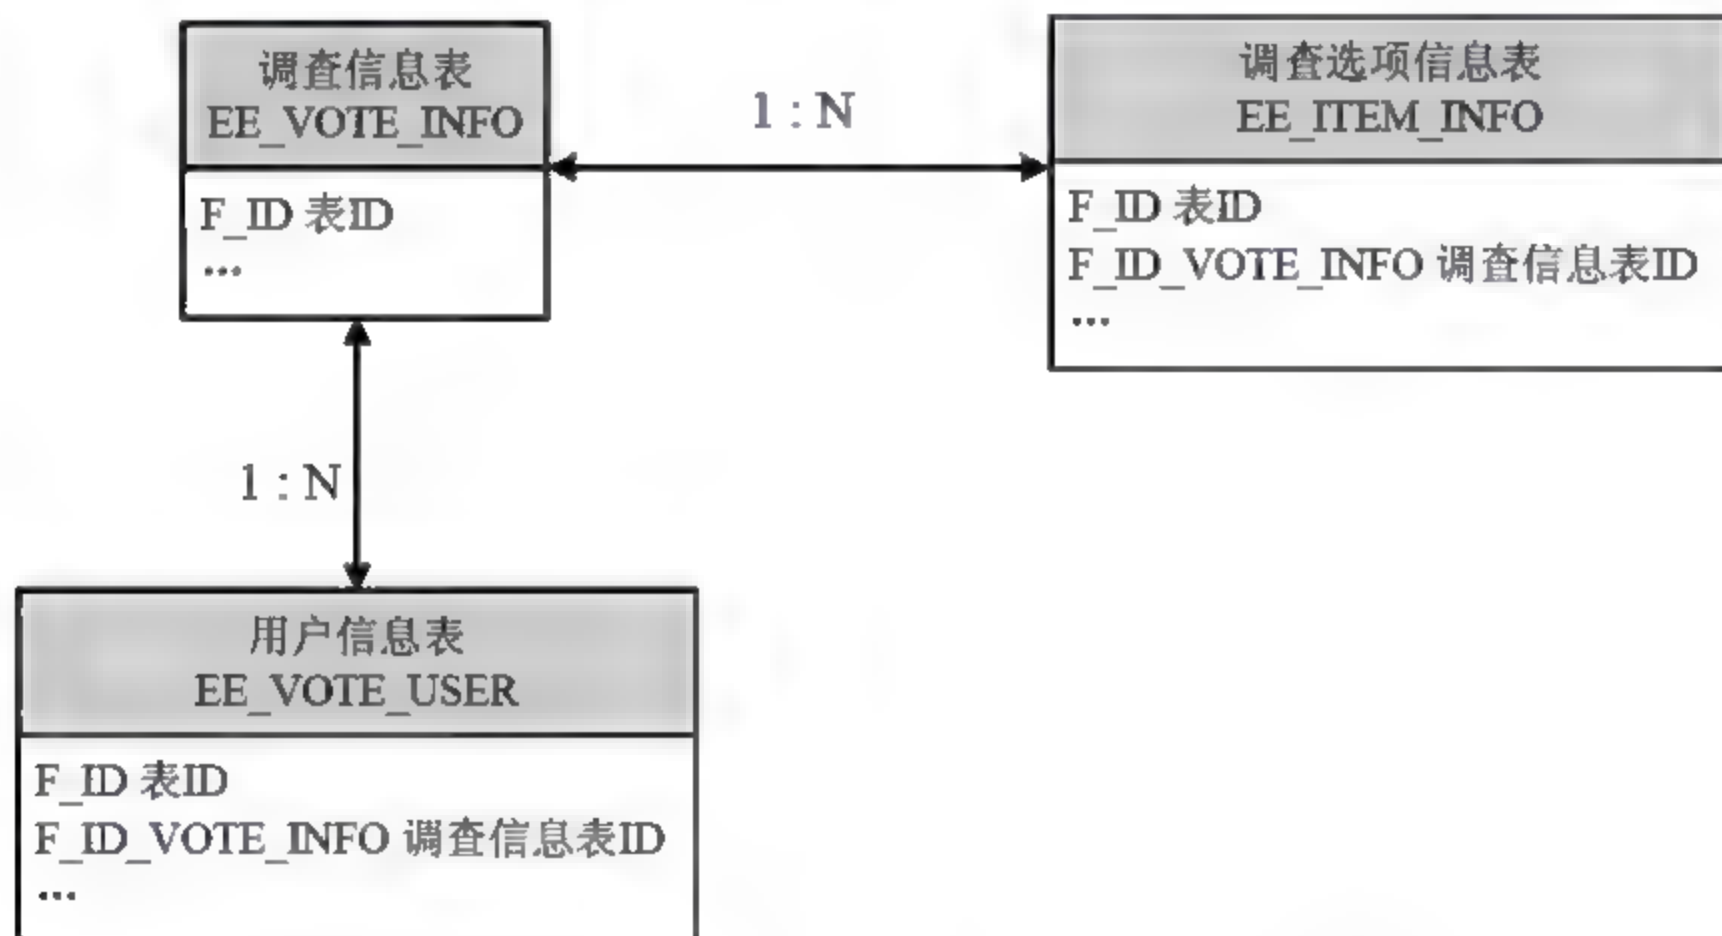 调查信息表
EE_VOTE_INFO
F_ID 表ID
...
1 : N
调查选项信息表
EE_ITEM_INFO
F_ID 表ID
F_ID_VOTE_INFO 调查信息表ID
...
1 : N
用户信息表
EE_VOTE_USER
F_ID 表ID
F_ID_VOTE_INFO 调查信息表ID
...